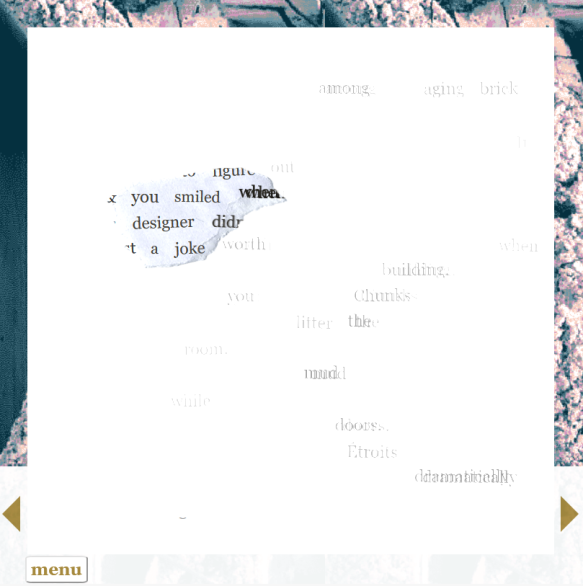 among. aging brick
to figure out
you smiled when
designer
a joke worth when
building.
you Chunks
litter the
room.
mud
while
doors.
Etroits
dramatically
menu